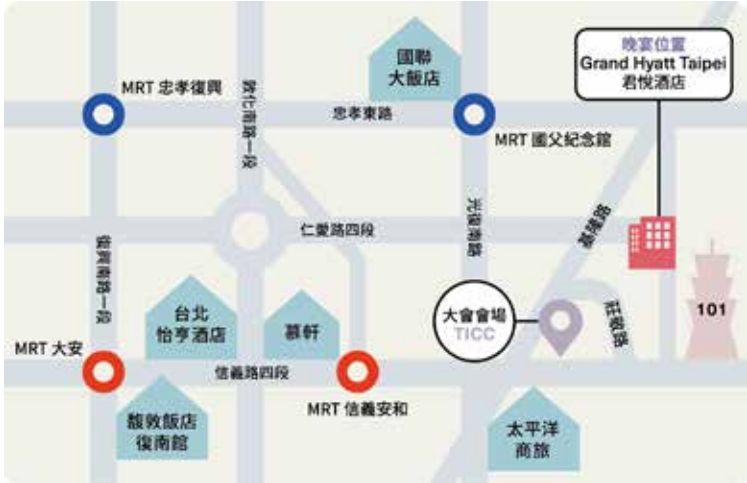 國聯
大飯店
晚宴位置
Grand Hyatt Taipei
君悅酒店
MRT 忠孝復興
敦化南路一段
忠孝東路
MRT 國父紀念館
仁愛路四段
光復南路
基隆路
復興南路一段
台北
怡亨酒店
慕軒
大會會場
TICC
莊敬路
101
MRT 大安
信義路四段
MRT 信義安和
馥敦飯店
復南館
太平洋
商旅